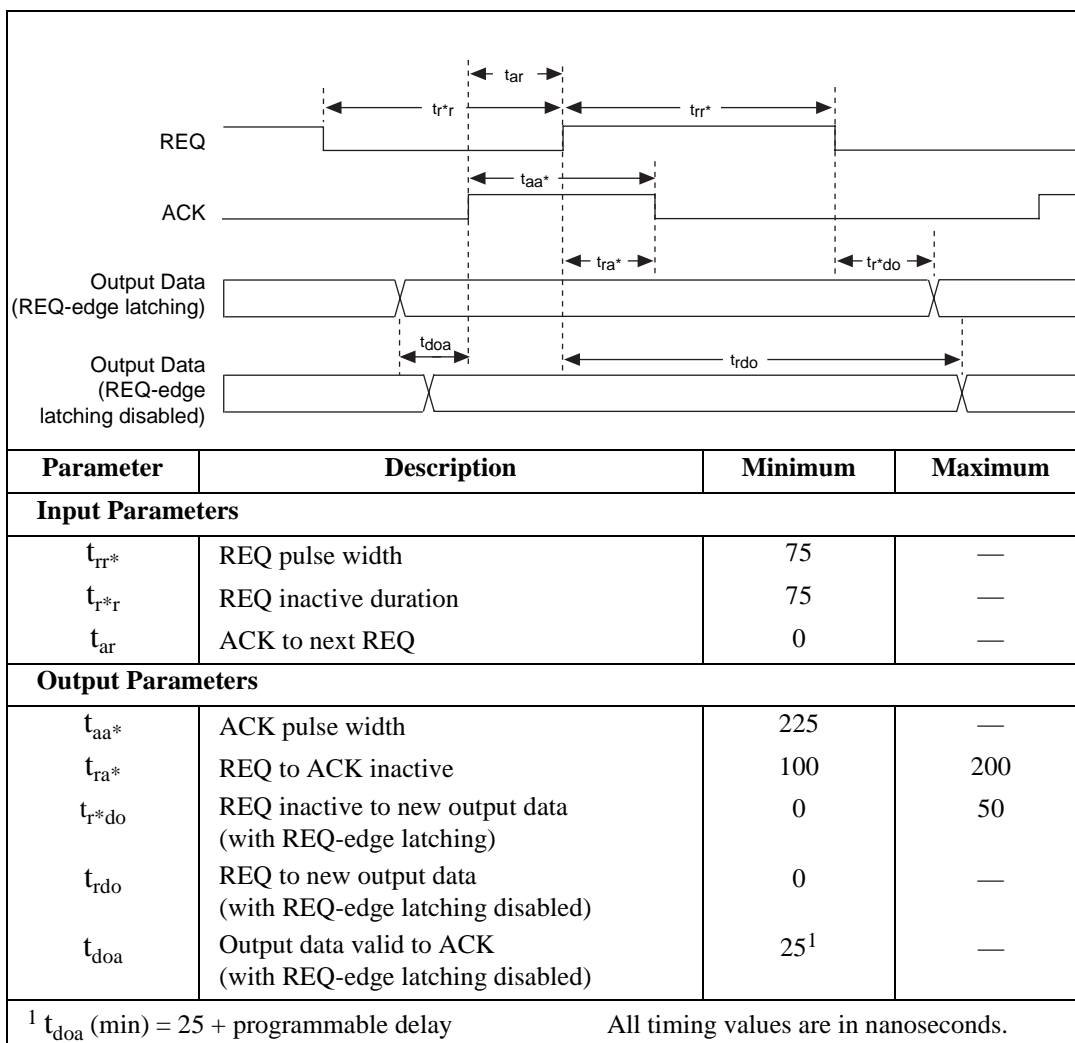 tar
tr*r
trr*
REQ
taa*
ACK
tra*
tr*do
Output Data
(REQ-edge latching)
tdoa
trdo
Output Data
(REQ-edge
latching disabled)
Parameter Description Minimum Maximum
Input Parameters
trr* REQ pulse width 75 —
tr*r REQ inactive duration 75 —
tar ACK to next REQ 0 —
Output Parameters
taa* ACK pulse width 225 —
tra* REQ to ACK inactive 100 200
tr*do REQ inactive to new output data 0 50
(with REQ-edge latching)
trdo REQ to new output data 0 —
(with REQ-edge latching disabled)
tdoa Output data valid to ACK 25¹ —
(with REQ-edge latching disabled)
¹ tdoa (min) = 25 + programmable delay All timing values are in nanoseconds.